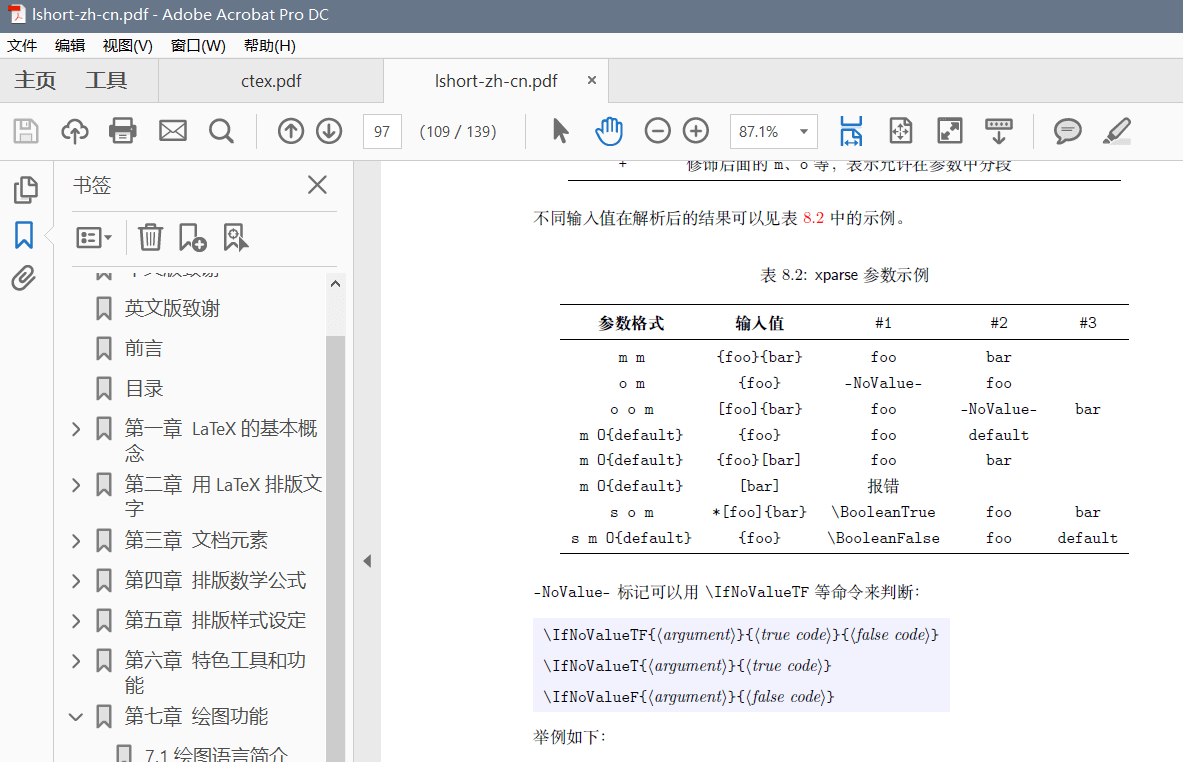 lshort-zh-cn.pdf - Adobe Acrobat Pro DC
文件 编辑 视图(V) 窗口(W) 帮助(H)
主页 工具 ctex.pdf lshort-zh-cn.pdf ×
97 (109 / 139) 87.1%
书签
中文版致谢
英文版致谢
前言
目录
第一章 LaTeX 的基本概
念
第二章 用 LaTeX 排版文
字
第三章 文档元素
第四章 排版数学公式
第五章 排版样式设定
第六章 特色工具和功
能
第七章 绘图功能
7.1 绘图语言简介
+ 修饰后面的 m、o 等，表示允许在参数中分段
不同输入值在解析后的结果可以见表 8.2 中的示例。
表 8.2: xparse 参数示例
参数格式 输入值 #1 #2 #3
m m {foo}{bar} foo bar
o m {foo} -NoValue- foo
o o m [foo]{bar} foo -NoValue- bar
m O{default} {foo} foo default
m O{default} {foo}[bar] foo bar
m O{default} [bar] 报错
s o m *[foo]{bar} \BooleanTrue foo bar
s m O{default} {foo} \BooleanFalse foo default
-NoValue- 标记可以用 \IfNoValueTF 等命令来判断：
\IfNoValueTF{⟨argument⟩}{⟨true code⟩}{⟨false code⟩}
\IfNoValueT{⟨argument⟩}{⟨true code⟩}
\IfNoValueF{⟨argument⟩}{⟨false code⟩}
举例如下：